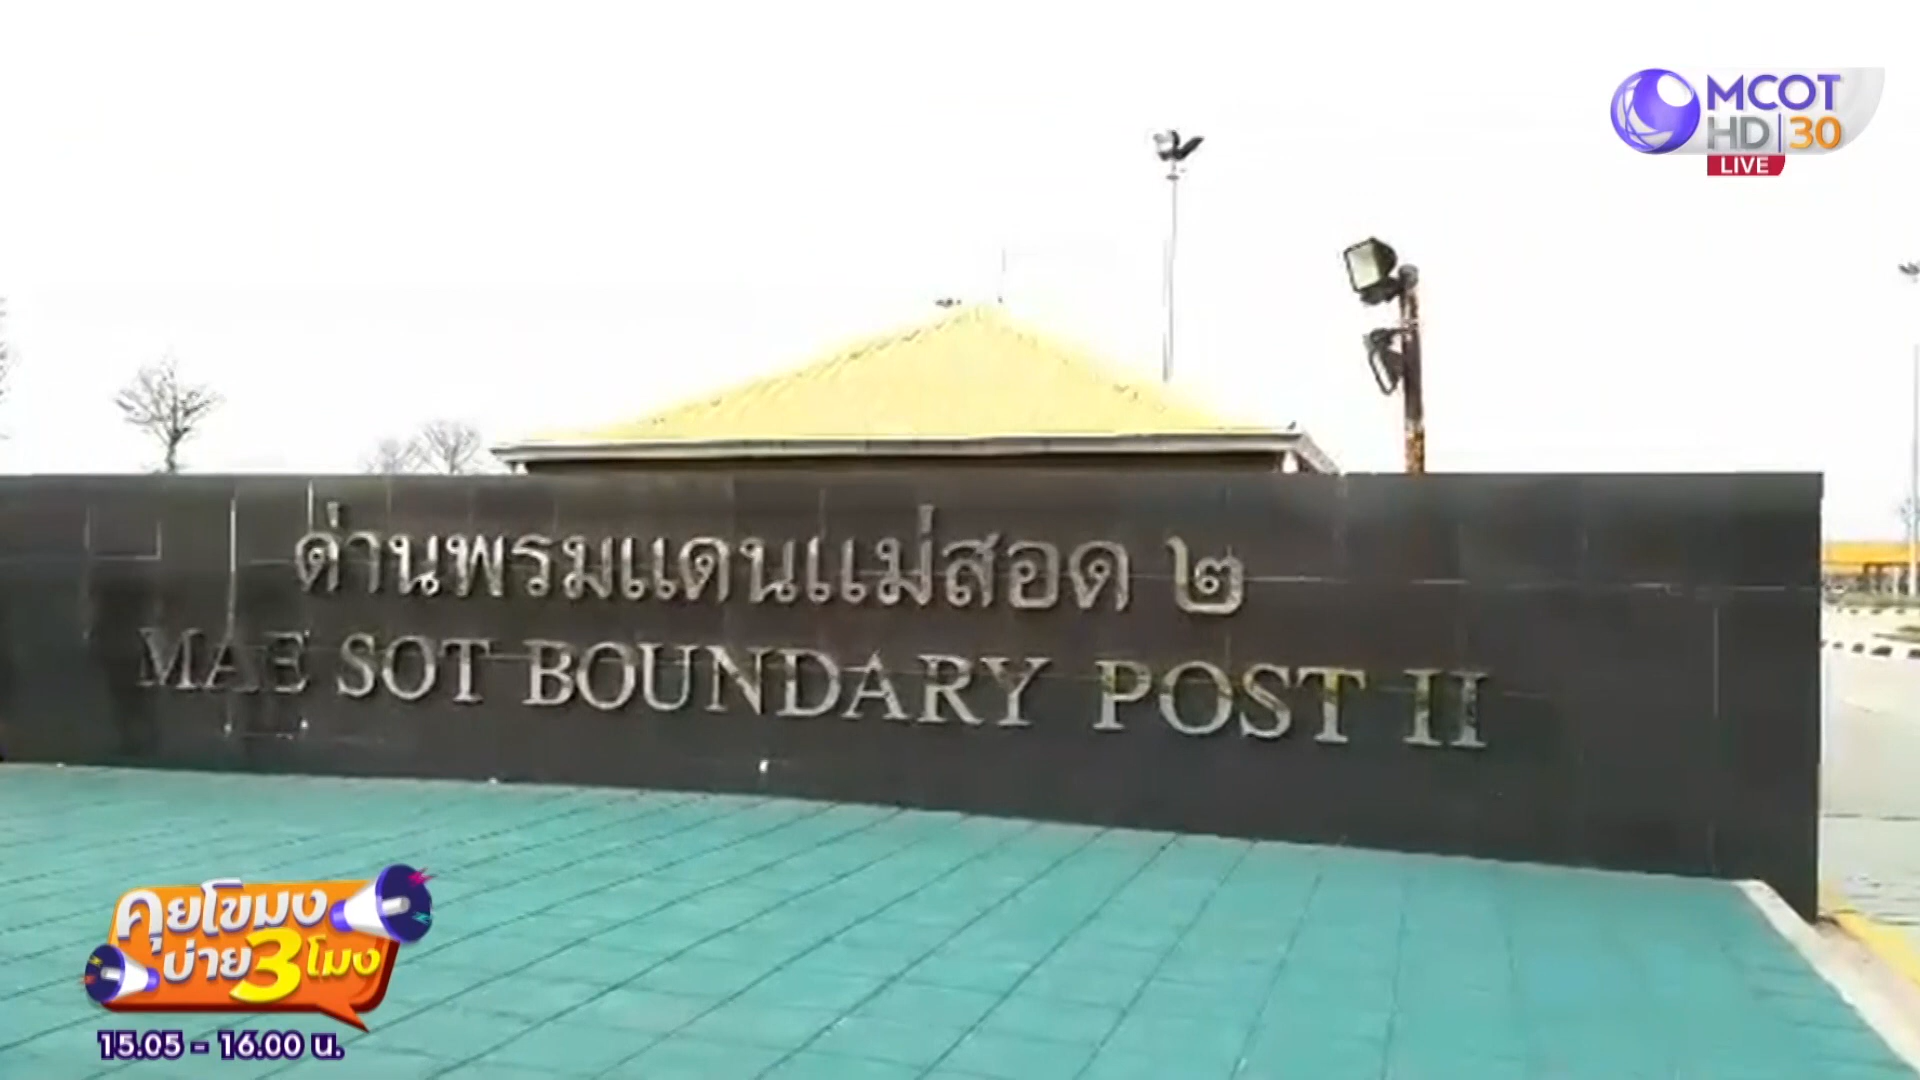 MCOT
HD 30
LIVE
ด่านพรมแดนแม่สอด ๒
MAE SOT BOUNDARY POST II
คุยโขมง
บ่าย 3 โมง
15.05 - 16.00 น.